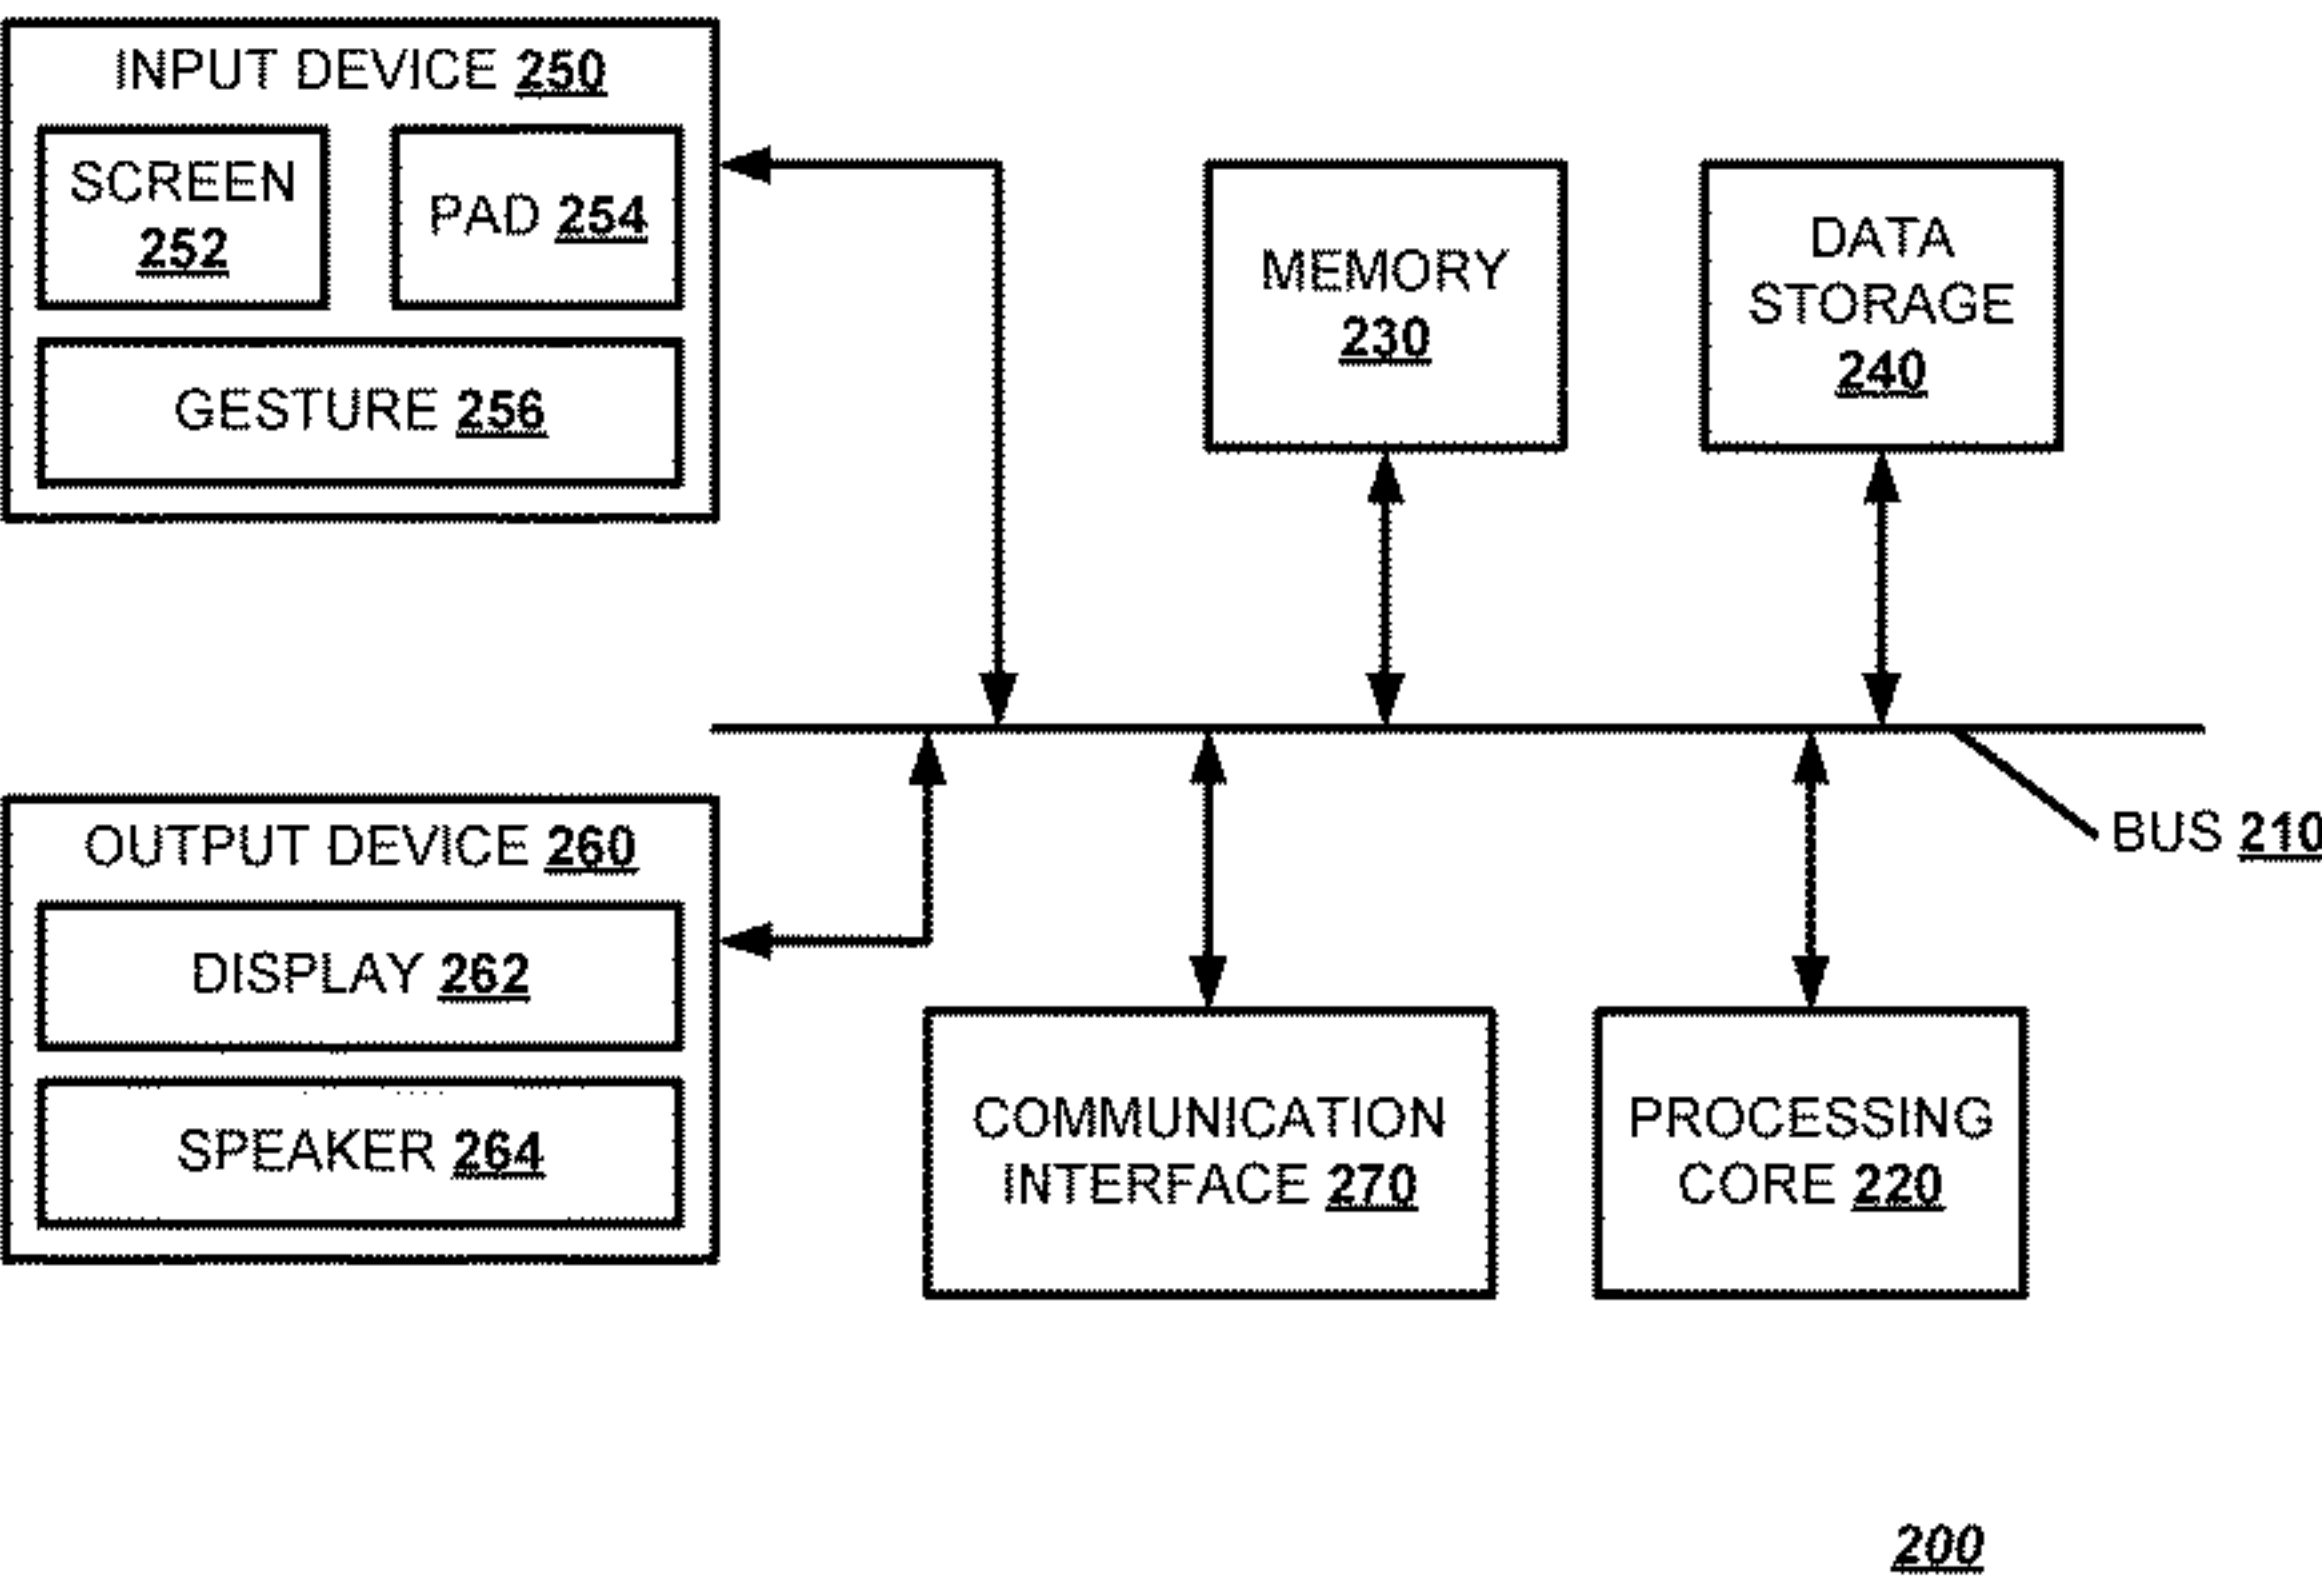 INPUT DEVICE 250
SCREEN
252
PAD 254
GESTURE 256
MEMORY
230
DATA
STORAGE
240
BUS 210
OUTPUT DEVICE 260
DISPLAY 262
SPEAKER 264
COMMUNICATION
INTERFACE 270
PROCESSING
CORE 220
200